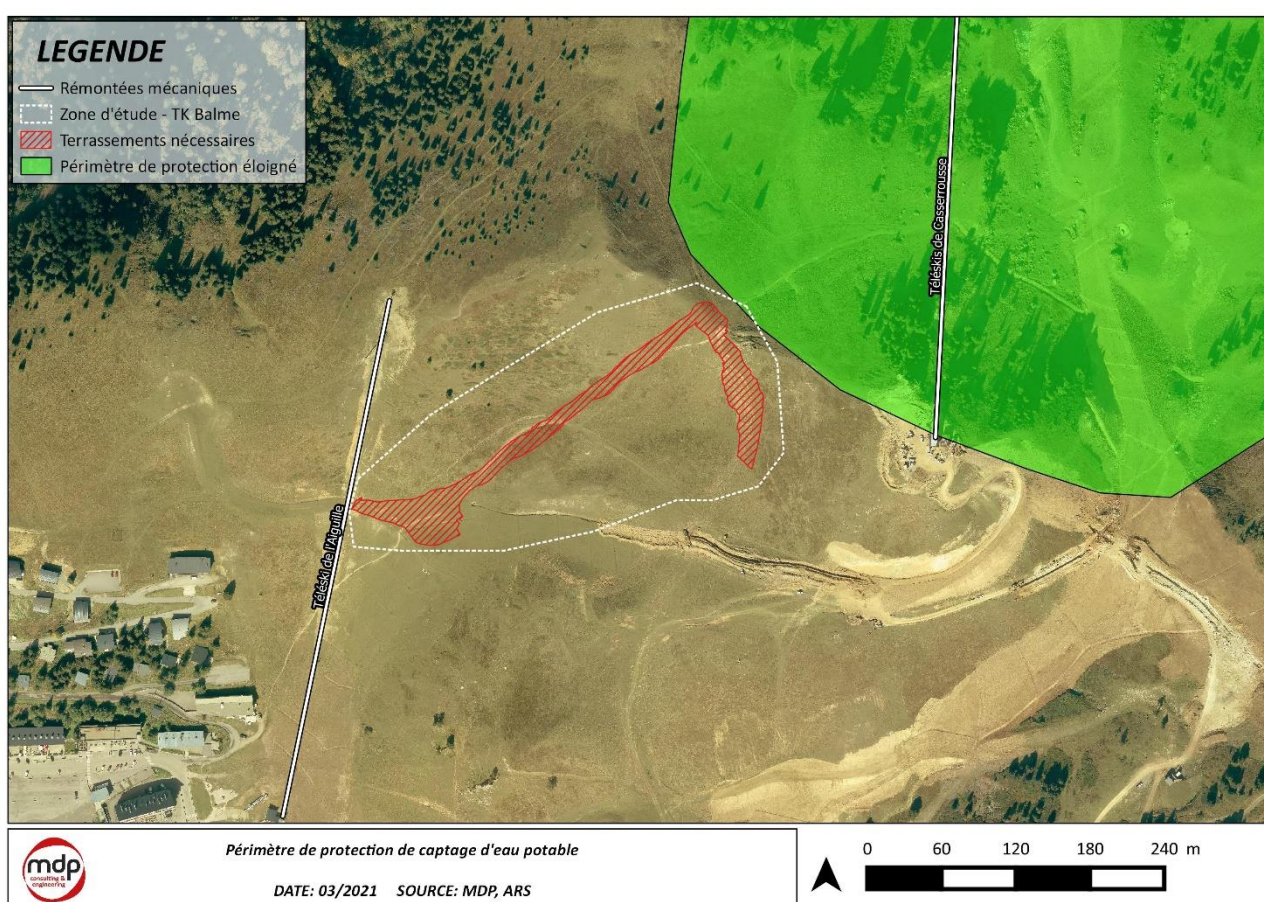 LEGENDE
Rémontées mécaniques
Zone d'étude - TK Balme
Terrassements nécessaires
Périmètre de protection éloigné
Téléskis de Casserrousse
Téléski de l'Aiguille
mdp
consulting &
engineering
Périmètre de protection de captage d'eau potable
DATE: 03/2021 SOURCE: MDP, ARS
0 60 120 180 240 m